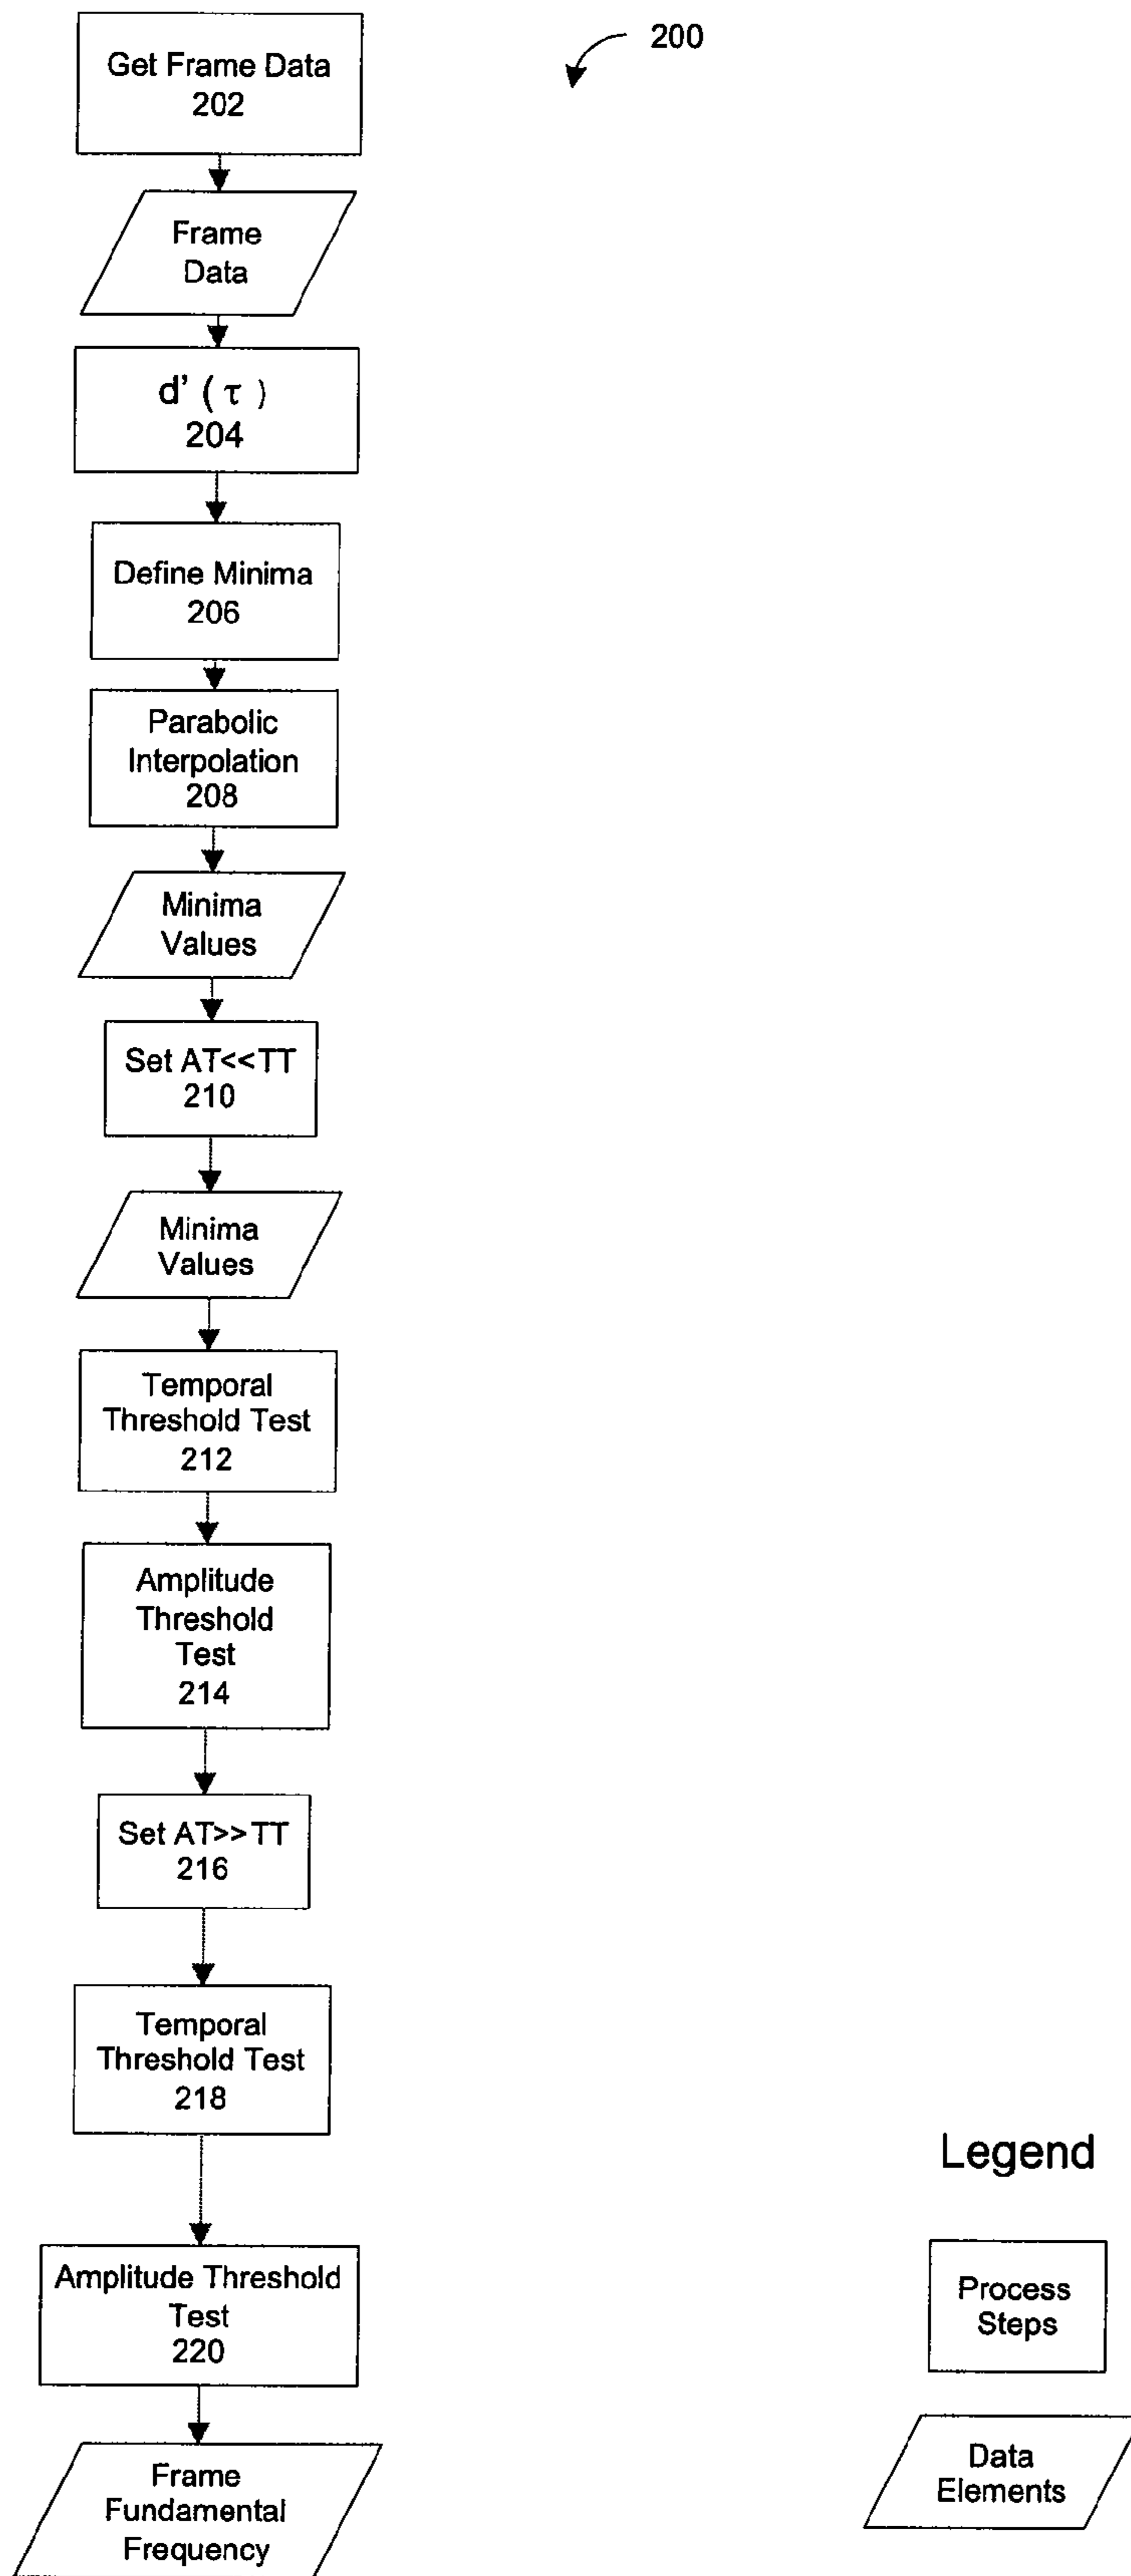 200
Get Frame Data
202
Frame
Data
d' ( τ )
204
Define Minima
206
Parabolic
Interpolation
208
Minima
Values
Set AT<<TT
210
Minima
Values
Temporal
Threshold Test
212
Amplitude
Threshold
Test
214
Set AT>>TT
216
Temporal
Threshold Test
218
Amplitude Threshold
Test
220
Frame
Fundamental
Frequency
Legend
Process
Steps
Data
Elements